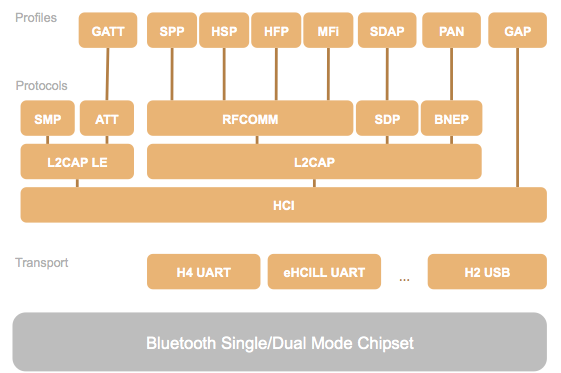 Profiles
GATT SPP HSP HFP MFi SDAP PAN GAP
Protocols
SMP ATT RFCOMM SDP BNEP
L2CAP LE L2CAP
HCI
Transport
H4 UART eHCILL UART ... H2 USB
Bluetooth Single/Dual Mode Chipset